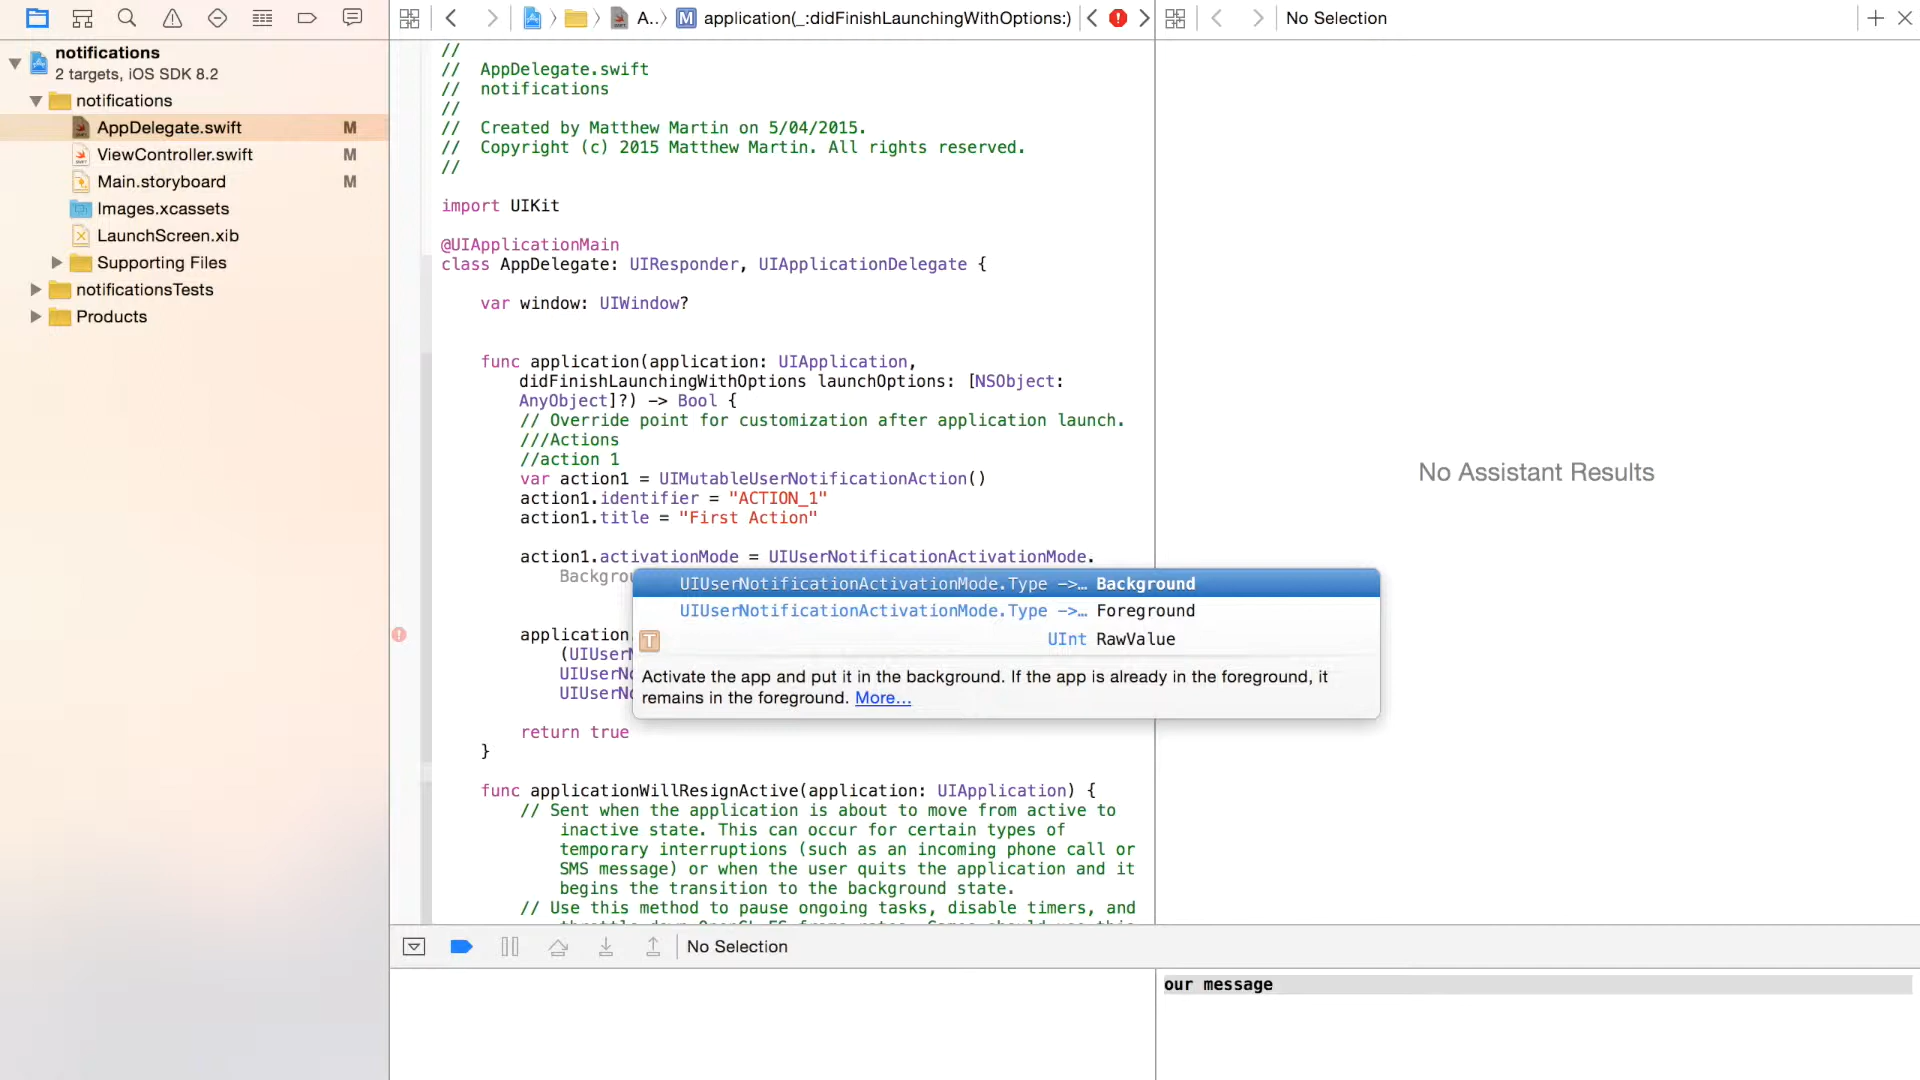 A..
M application(_:didFinishLaunchingWithOptions:)
No Selection
notifications
2 targets, iOS SDK 8.2
notifications
AppDelegate.swift M
ViewController.swift M
Main.storyboard M
Images.xcassets
LaunchScreen.xib
Supporting Files
notificationsTests
Products
//
// AppDelegate.swift
// notifications
//
// Created by Matthew Martin on 5/04/2015.
// Copyright (c) 2015 Matthew Martin. All rights reserved.
//
import UIKit
@UIApplicationMain
class AppDelegate: UIResponder, UIApplicationDelegate {
var window: UIWindow?
func application(application: UIApplication,
didFinishLaunchingWithOptions launchOptions: [NSObject:
AnyObject]?) -> Bool {
// Override point for customization after application launch.
///Actions
//action 1
var action1 = UIMutableUserNotificationAction()
action1.identifier = "ACTION_1"
action1.title = "First Action"
action1.activationMode = UIUserNotificationActivationMode.
Backgrou
UIUserNotificationActivationMode.Type ->… Background
UIUserNotificationActivationMode.Type ->… Foreground
T UInt RawValue
Activate the app and put it in the background. If the app is already in the foreground, it
remains in the foreground. More…
application.
(UIUserN
UIUserNo
UIUserNo
return true
}
func applicationWillResignActive(application: UIApplication) {
// Sent when the application is about to move from active to
inactive state. This can occur for certain types of
temporary interruptions (such as an incoming phone call or
SMS message) or when the user quits the application and it
begins the transition to the background state.
// Use this method to pause ongoing tasks, disable timers, and
No Assistant Results
No Selection
our message